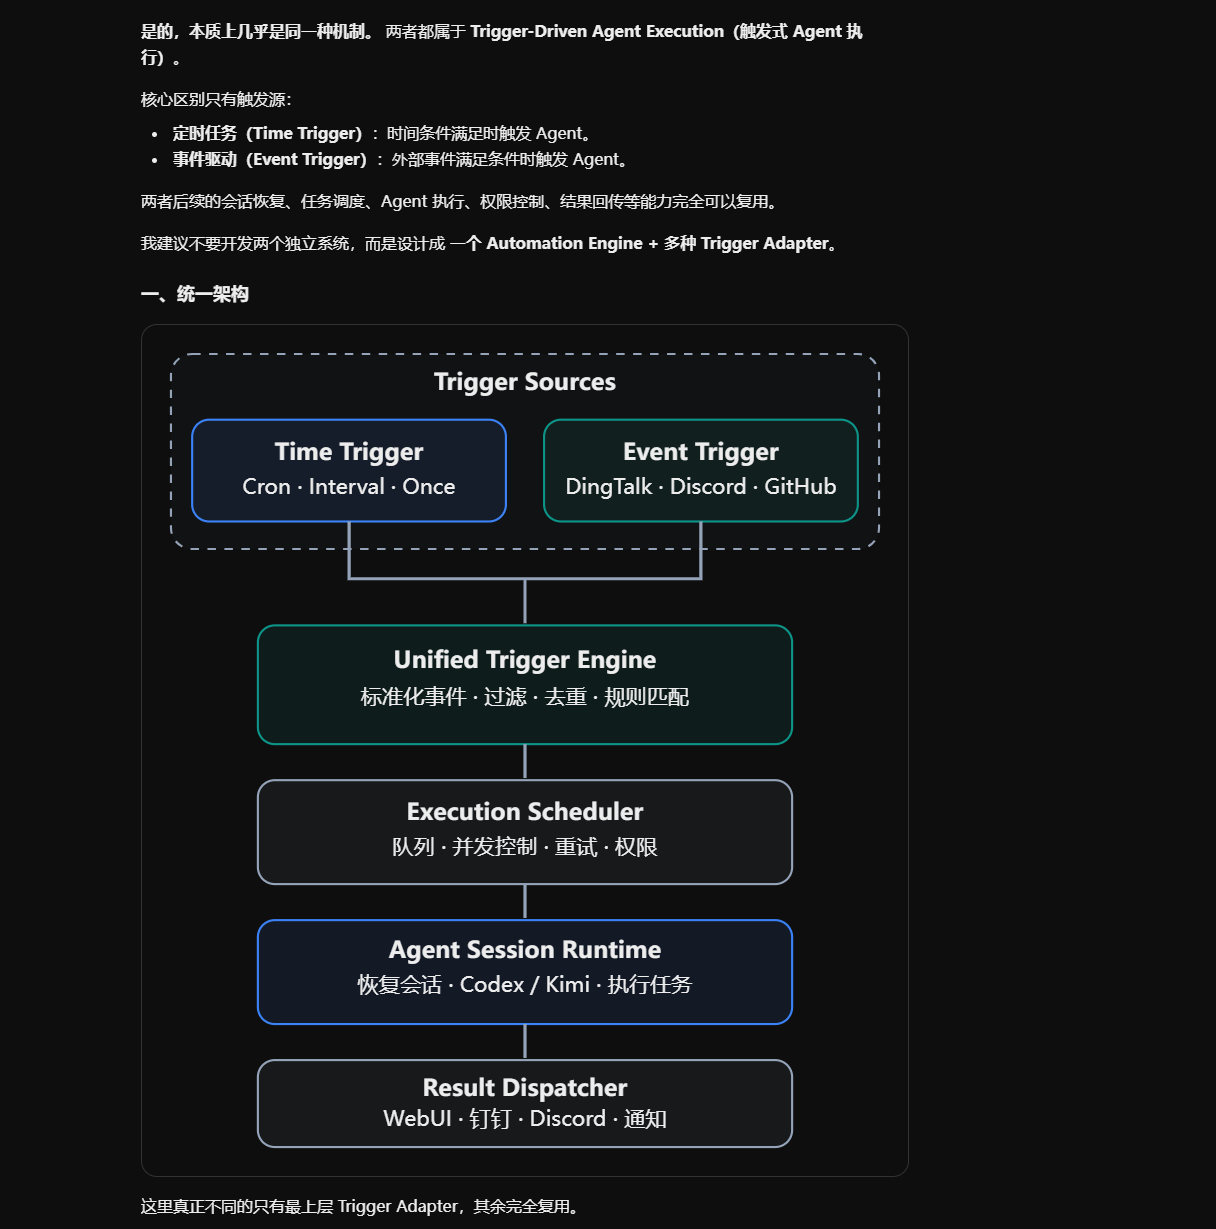 是的，本质上几乎是同一种机制。 两者都属于 Trigger-Driven Agent Execution（触发式 Agent 执
行）。
核心区别只有触发源：
• 定时任务（Time Trigger）：时间条件满足时触发 Agent。
• 事件驱动（Event Trigger）：外部事件满足条件时触发 Agent。
两者后续的会话恢复、任务调度、Agent 执行、权限控制、结果回传等能力完全可以复用。
我建议不要开发两个独立系统，而是设计成 一个 Automation Engine + 多种 Trigger Adapter。
一、统一架构
Trigger Sources
Time Trigger
Cron · Interval · Once
Event Trigger
DingTalk · Discord · GitHub
Unified Trigger Engine
标准化事件 · 过滤 · 去重 · 规则匹配
Execution Scheduler
队列 · 并发控制 · 重试 · 权限
Agent Session Runtime
恢复会话 · Codex / Kimi · 执行任务
Result Dispatcher
WebUI · 钉钉 · Discord · 通知
这里真正不同的只有最上层 Trigger Adapter，其余完全复用。